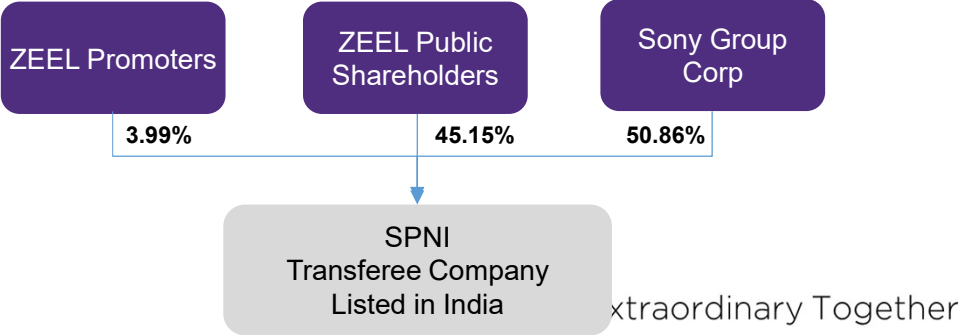 ZEEL Promoters
ZEEL Public
Shareholders
Sony Group
Corp
3.99%
45.15%
50.86%
SPNI
Transferee Company
Listed in India
xtraordinary Together